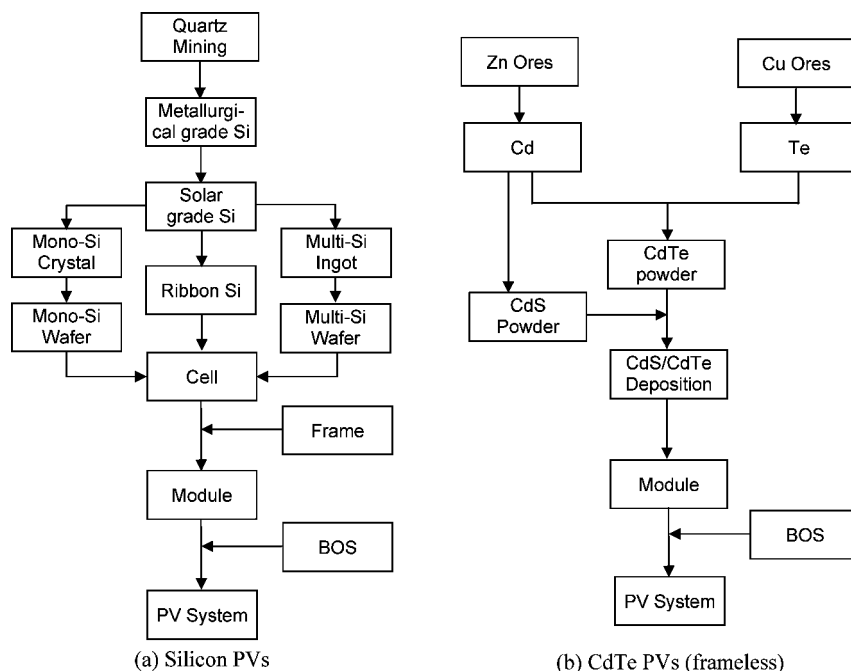 Quartz
Mining
Metallurgi-
cal grade Si
Solar
grade Si
Mono-Si
Crystal
Ribbon Si
Multi-Si
Ingot
Mono-Si
Wafer
Multi-Si
Wafer
Cell
Frame
Module
BOS
PV System
(a) Silicon PVs
Zn Ores
Cu Ores
Cd
Te
CdTe
powder
CdS
Powder
CdS/CdTe
Deposition
Module
BOS
PV System
(b) CdTe PVs (frameless)